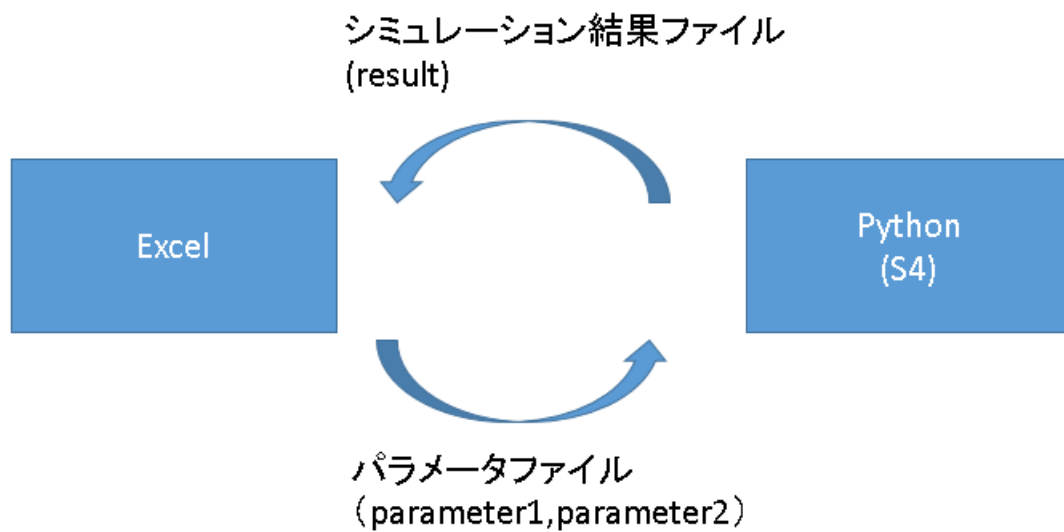 シミュレーション結果ファイル
(result)
Excel
Python
(S4)
パラメータファイル
（parameter1,parameter2）